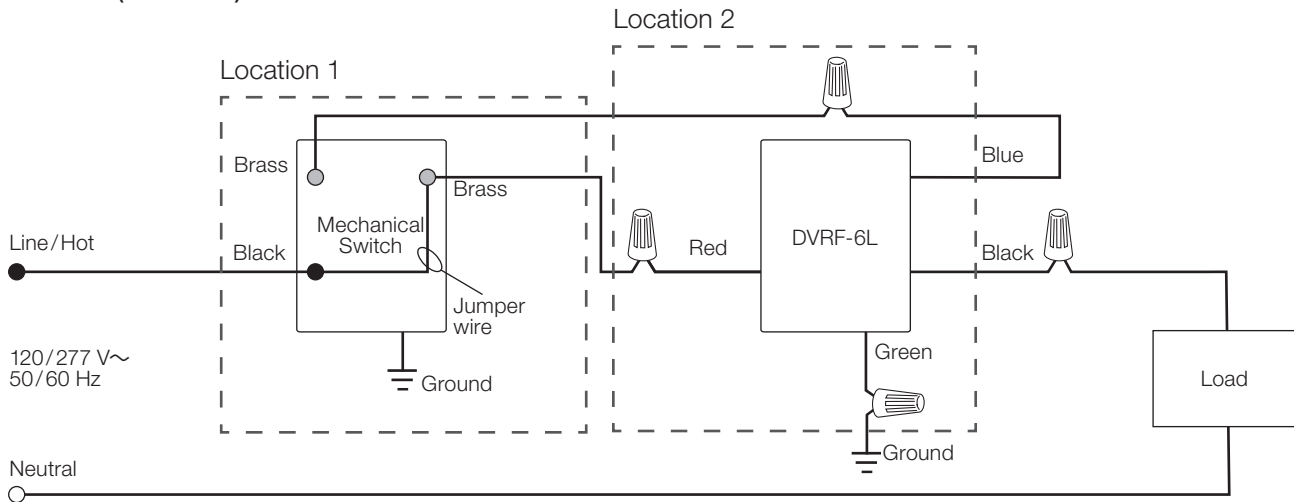 Location 2
Location 1
Brass
Brass
Blue
Line/Hot
Black
Mechanical
Switch
Red
DVRF-6L
Black
Jumper
wire
120/277 V~
50/60 Hz
Ground
Green
Load
Ground
Neutral